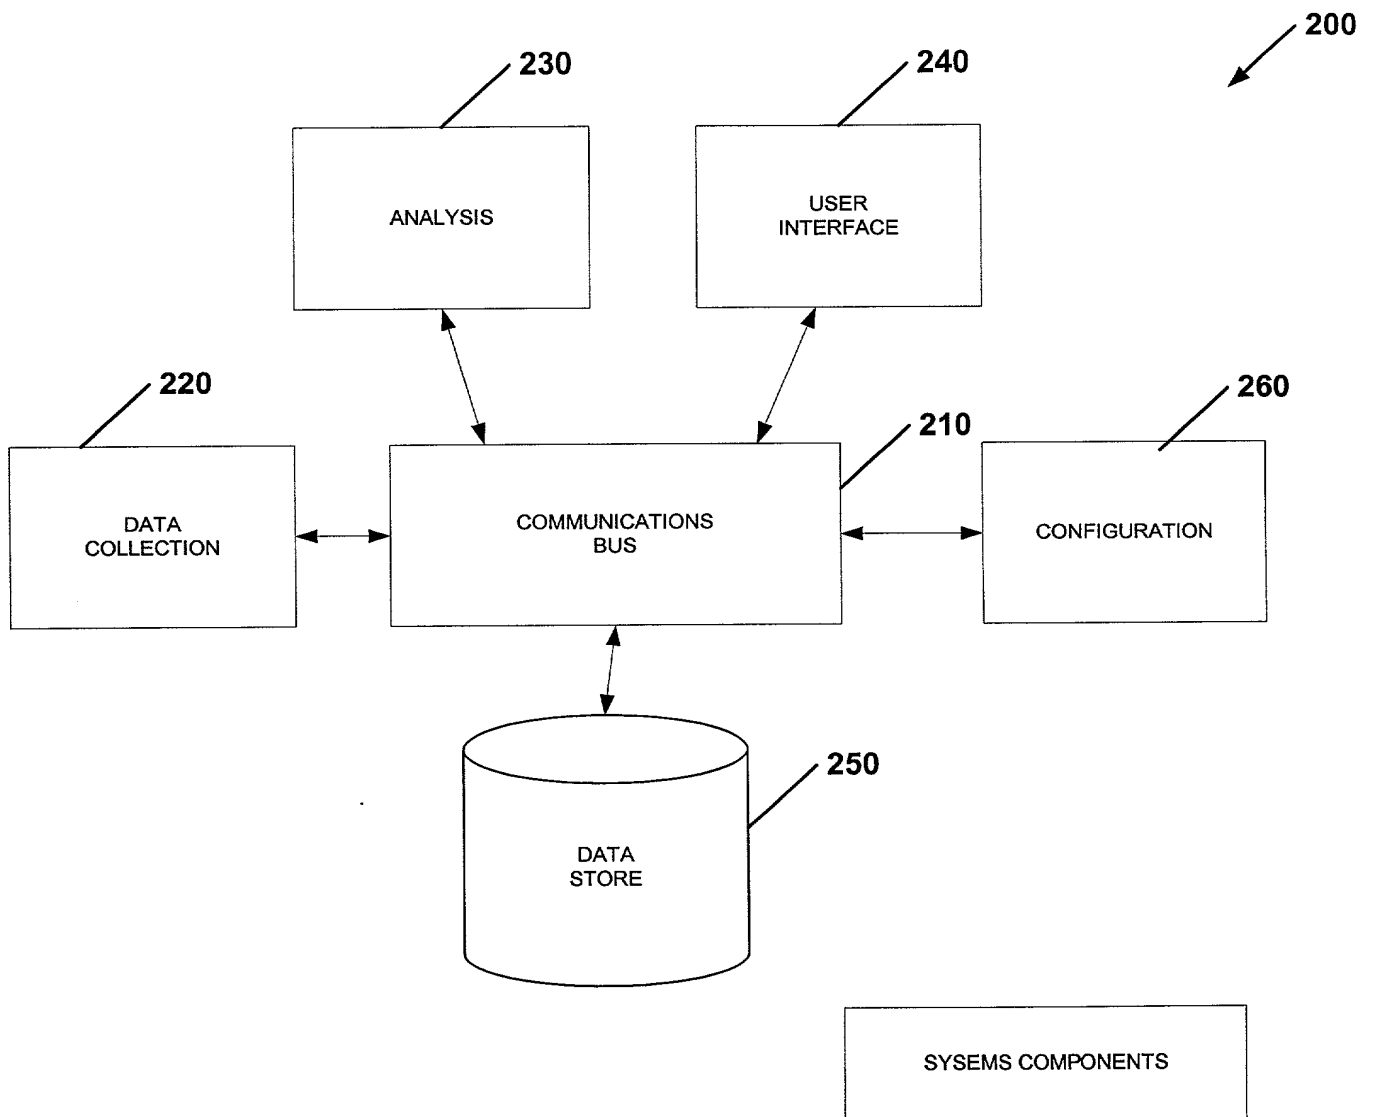 200
230
240
ANALYSIS
USER
INTERFACE
220
260
210
DATA
COLLECTION
COMMUNICATIONS
BUS
CONFIGURATION
250
DATA
STORE
SYSEMS COMPONENTS